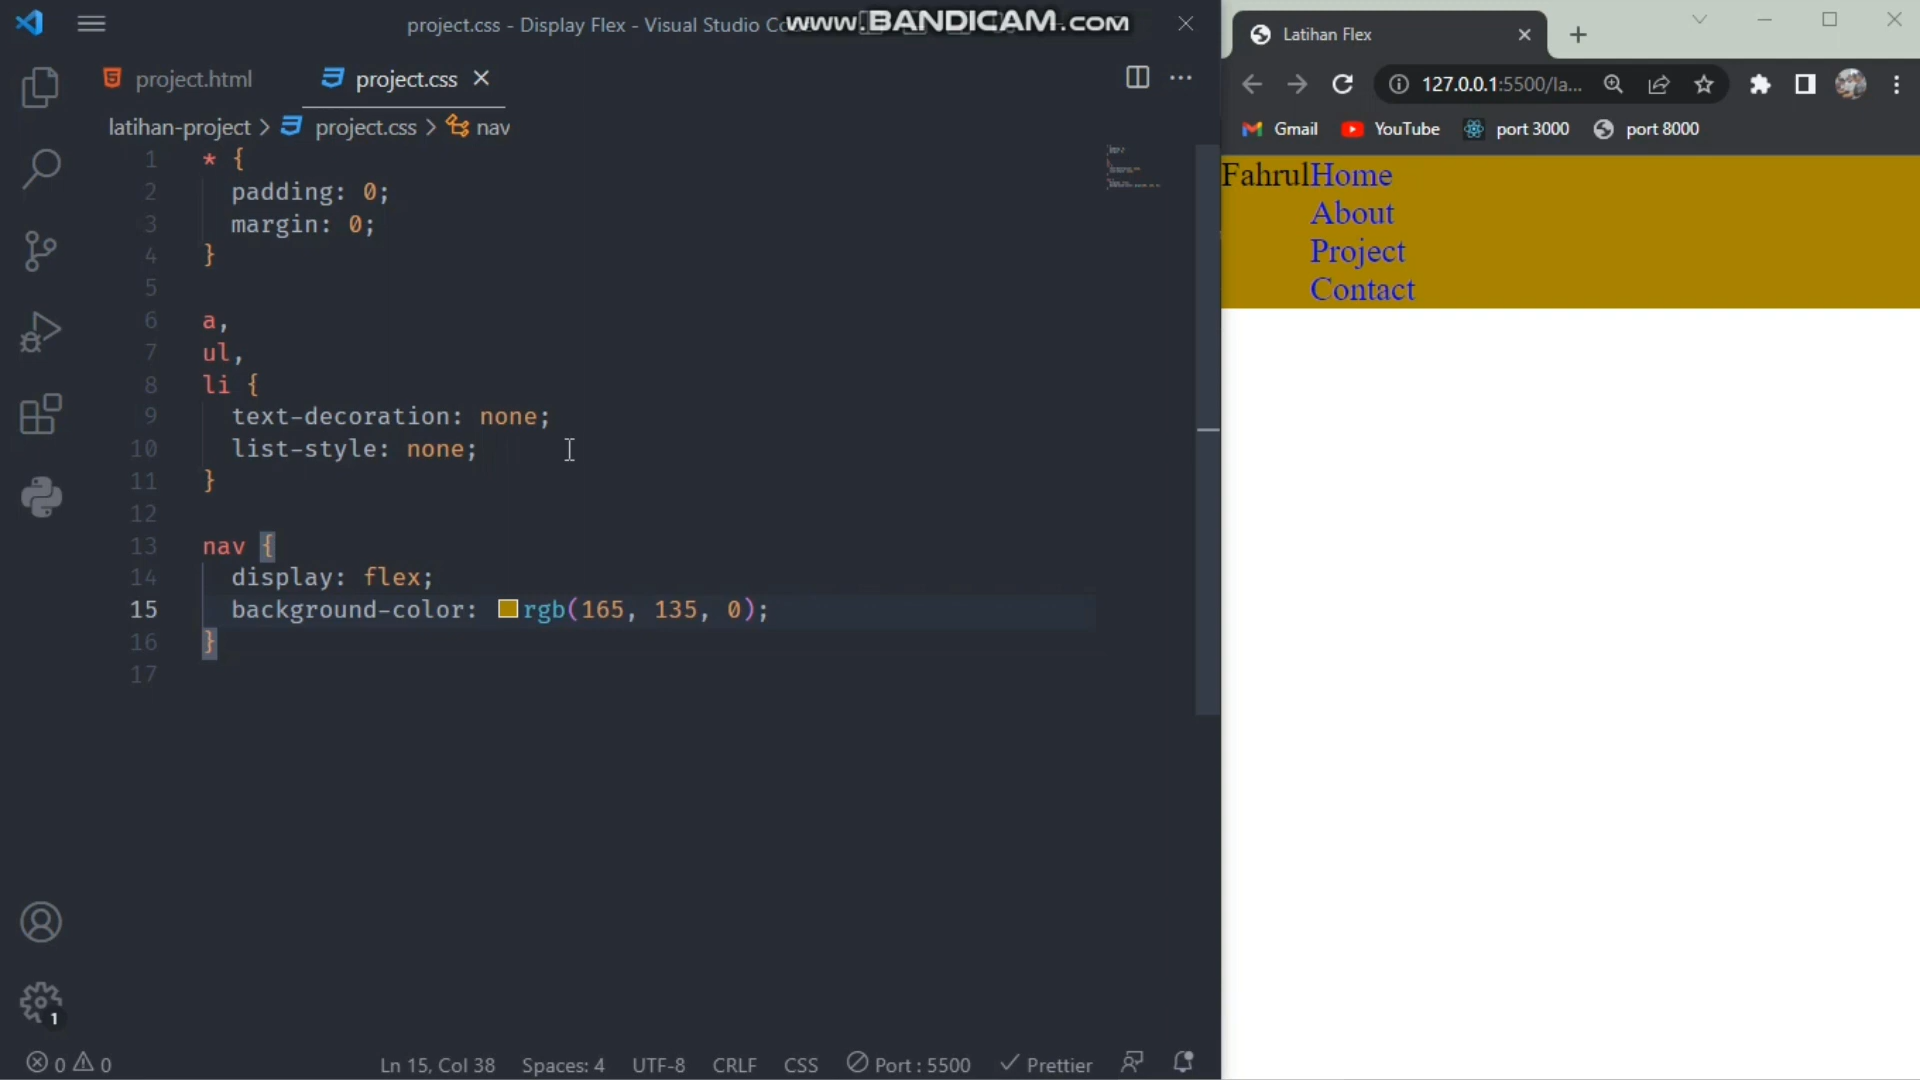 project.css - Display Flex - Visual Studio Co
www.BANDICAM.com
project.html
project.css
latihan-project > project.css > nav
1 * {
2 padding: 0;
3 margin: 0;
4 }
5
6 a,
7 ul,
8 li {
9 text-decoration: none;
10 list-style: none;
11 }
12
13 nav {
14 display: flex;
15 background-color: rgb(165, 135, 0);
16 }
17
1
0 0
Ln 15, Col 38 Spaces: 4 UTF-8 CRLF CSS Port : 5500 Prettier
Latihan Flex
127.0.0.1:5500/la...
Gmail YouTube port 3000 port 8000
FahrulHome
About
Project
Contact